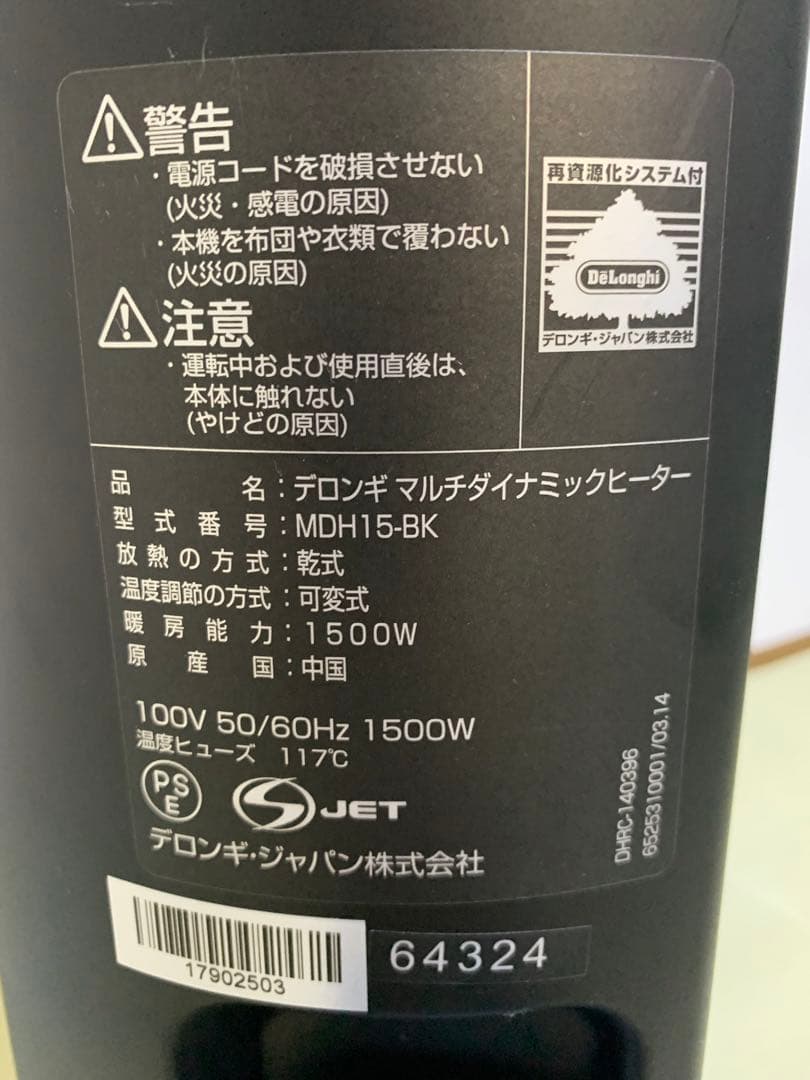 警告
・電源コードを破損させない
(火災・感電の原因)
・本機を布団や衣類で覆わない
(火災の原因)
注意
・運転中および使用直後は、
本体に触れない
(やけどの原因)
再資源化システム付
DeLonghi
デロンギ・ジャパン株式会社
品名：デロンギ マルチダイナミックヒーター
型式番号：MDH15-BK
放熱の方式：乾式
温度調節の方式：可変式
暖房能力：1500W
原産国：中国
100V 50/60Hz 1500W
温度ヒューズ 117℃
PSE
JET
デロンギ・ジャパン株式会社
DHRC-140396
6525310001/03.14
17902503
64324